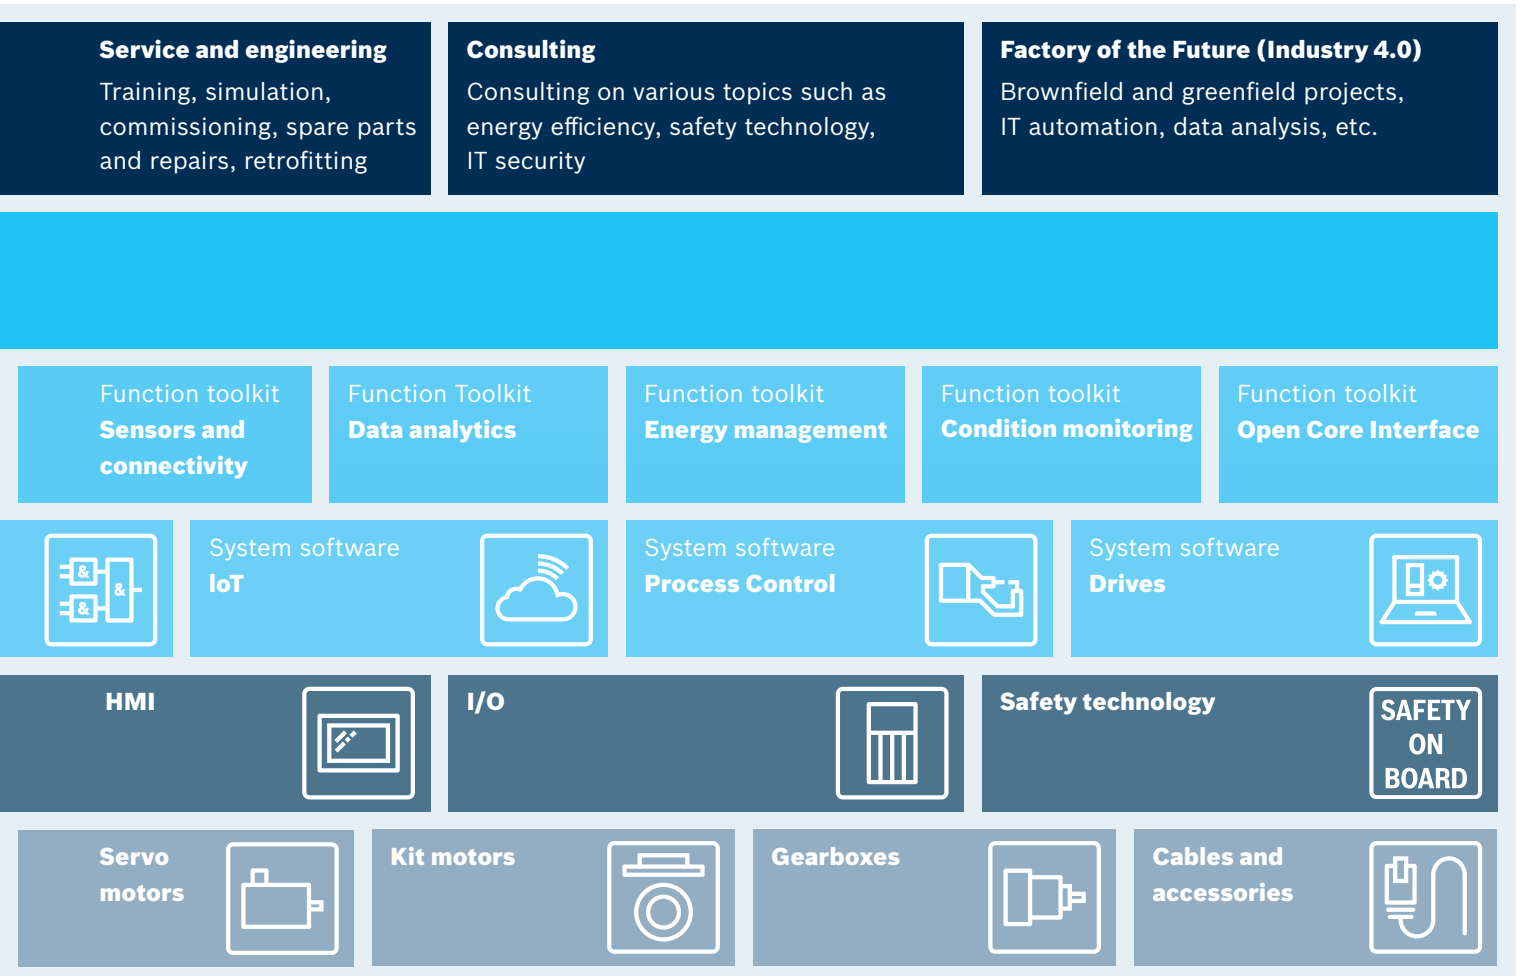 Service and engineering
Training, simulation,
commissioning, spare parts
and repairs, retrofitting
Consulting
Consulting on various topics such as
energy efficiency, safety technology,
IT security
Factory of the Future (Industry 4.0)
Brownfield and greenfield projects,
IT automation, data analysis, etc.
Function toolkit
Sensors and
connectivity
Function Toolkit
Data analytics
Function toolkit
Energy management
Function toolkit
Condition monitoring
Function toolkit
Open Core Interface
&
&
&
System software
IoT
System software
Process Control
System software
Drives
HMI
I/O
Safety technology
SAFETY
ON
BOARD
Servo
motors
Kit motors
Gearboxes
Cables and
accessories